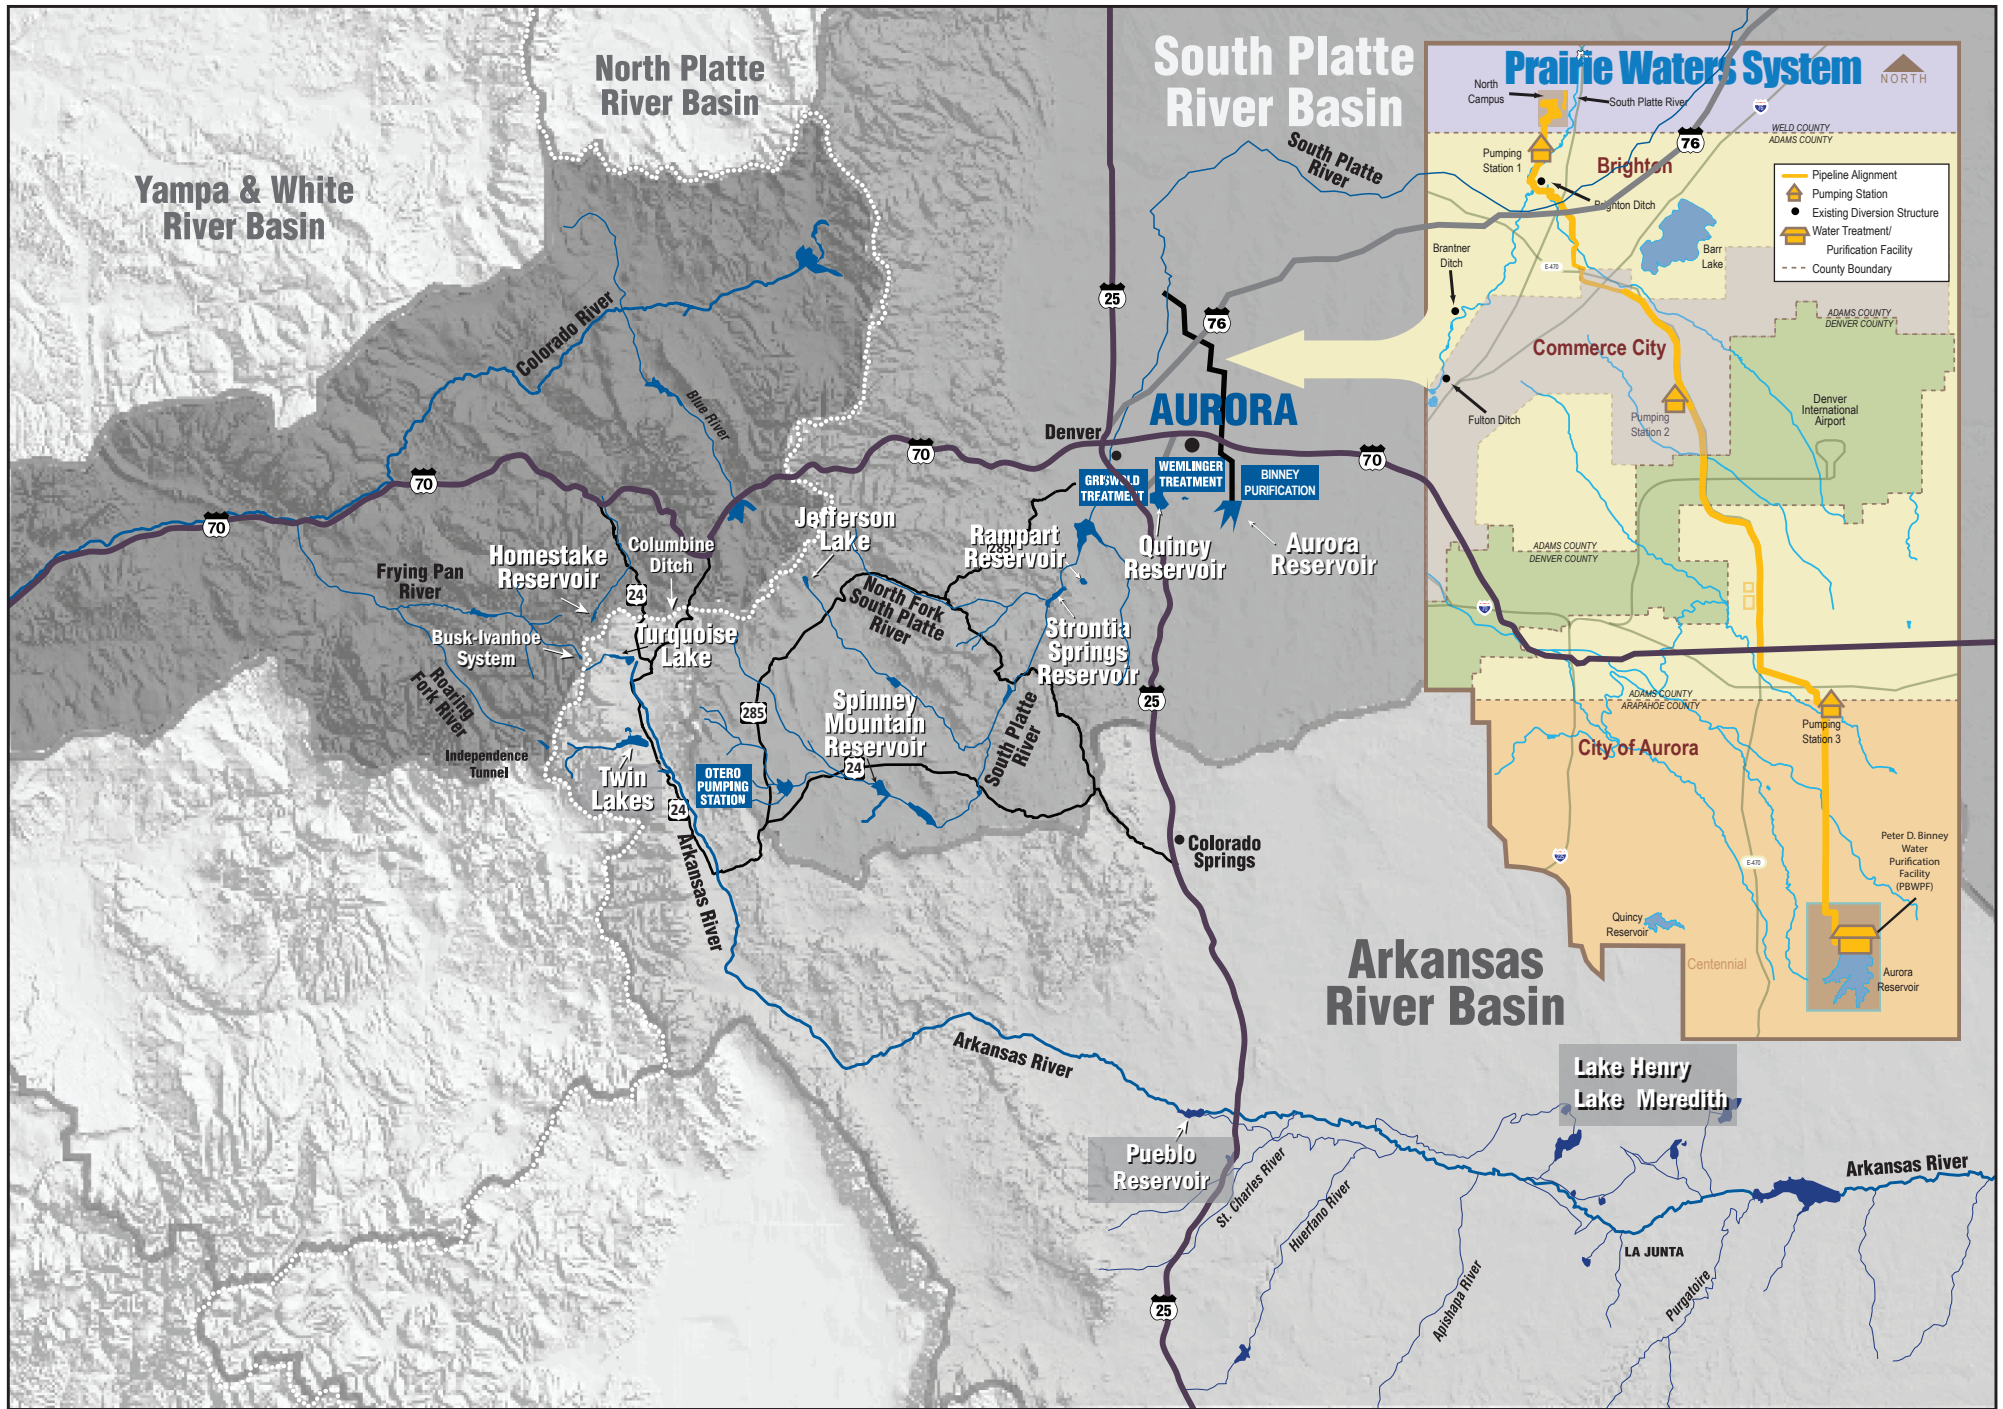 North Platte
River Basin
Yampa & White
River Basin
South Platte
River Basin
South Platte
River
Colorado River
Blue River
25
76
76
AURORA
Denver
70
70
70
70
GRISWOLD
TREATMENT
WEMLINGER
TREATMENT
BINNEY
PURIFICATION
Jefferson
Lake
Rampart
Reservoir
285
Quincy
Reservoir
Aurora
Reservoir
Homestake
Reservoir
Columbine
Ditch
Frying Pan
River
24
North Fork
South Platte
River
Strontia
Springs
Reservoir
Busk-Ivanhoe
System
Turquoise
Lake
Roaring
Fork River
285
Spinney
Mountain
Reservoir
24
South Platte
River
25
Independence
Tunnel
Twin
Lakes
OTERO
PUMPING
STATION
24
Arkansas River
Colorado
Springs
Arkansas
River Basin
Arkansas River
Pueblo
Reservoir
Lake Henry
Lake Meredith
Arkansas River
St. Charles River
Huerfano River
Apishapa River
LA JUNTA
Purgatoire
25
Prairie Waters System
NORTH
North
Campus
South Platte River
76
WELD COUNTY
ADAMS COUNTY
Pumping
Station 1
Brighton
Brighton Ditch
Pipeline Alignment
Pumping Station
Existing Diversion Structure
Water Treatment/
Purification Facility
County Boundary
Brantner
Ditch
E-470
Barr
Lake
ADAMS COUNTY
DENVER COUNTY
Commerce City
Fulton Ditch
Pumping
Station 2
Denver
International
Airport
ADAMS COUNTY
DENVER COUNTY
ADAMS COUNTY
ARAPAHOE COUNTY
Pumping
Station 3
City of Aurora
E-470
Peter D. Binney
Water
Purification
Facility
(PBWPF)
Quincy
Reservoir
Centennial
Aurora
Reservoir